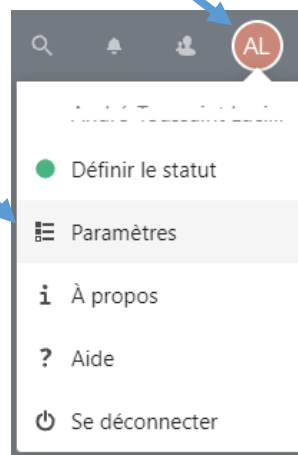 AL
Définir le statut
Paramètres
À propos
Aide
Se déconnecter